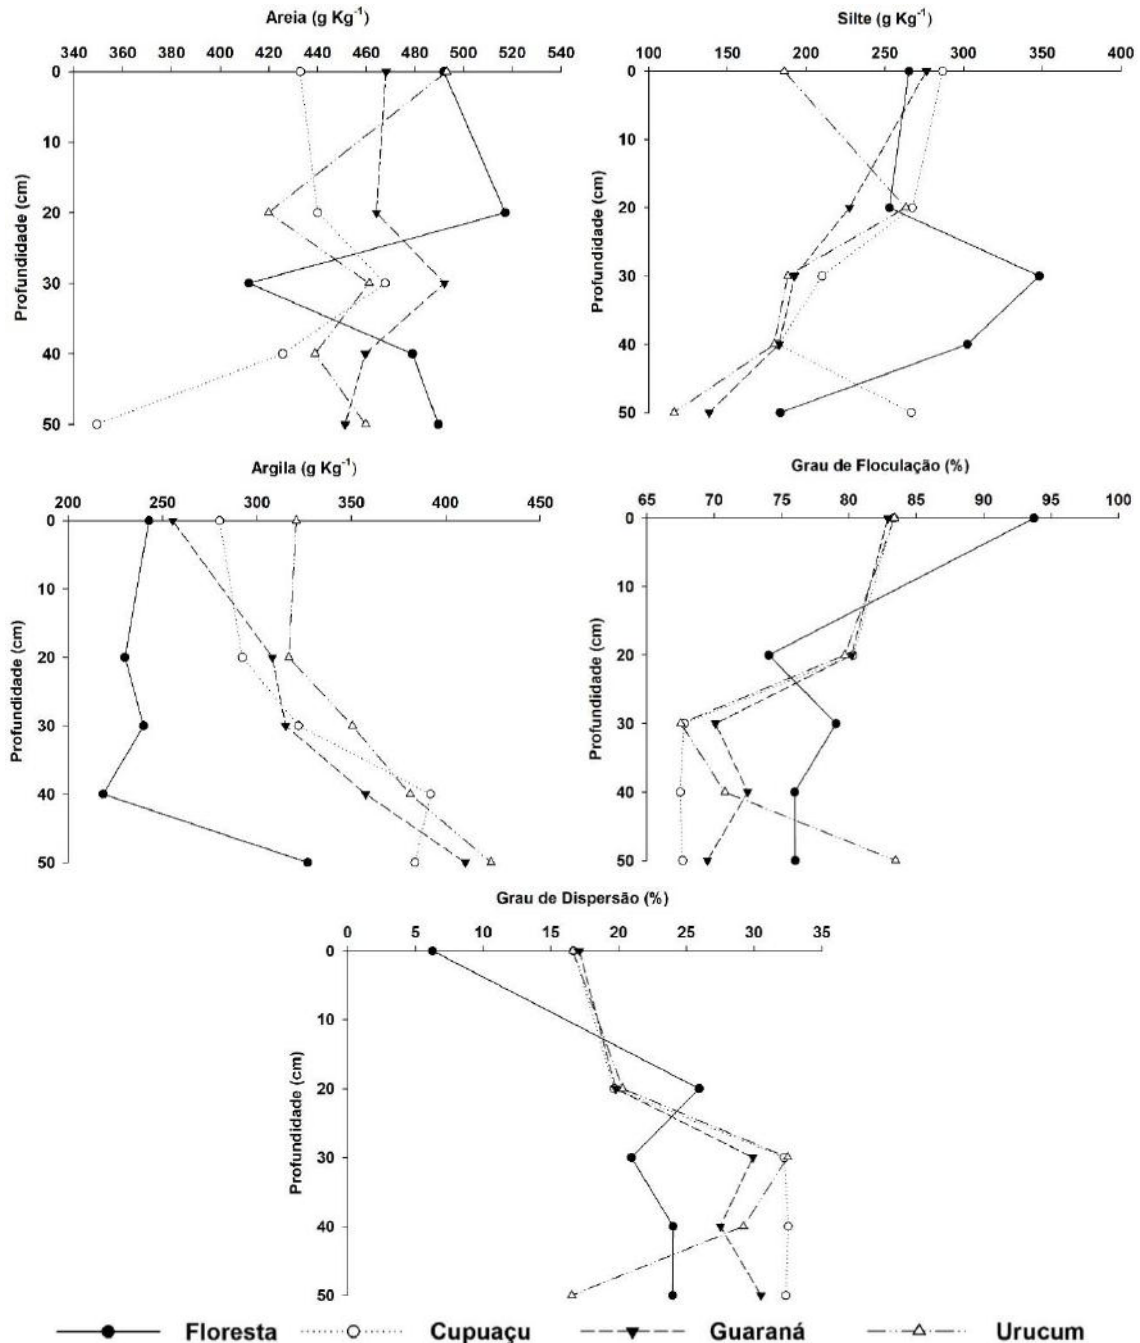 Areia (g Kg⁻¹)
340 360 380 400 420 440 460 480 500 520 540
0
10
20
30
40
50
Profundidade (cm)
Silte (g Kg⁻¹)
100 150 200 250 300 350 400
0
10
20
30
40
50
Profundidade (cm)
Argila (g Kg⁻¹)
200 250 300 350 400 450
0
10
20
30
40
50
Profundidade (cm)
Grau de Floculação (%)
65 70 75 80 85 90 95 100
0
10
20
30
40
50
Profundidade (cm)
Grau de Dispersão (%)
0 5 10 15 20 25 30 35
0
10
20
30
40
50
Profundidade (cm)
Floresta Cupuaçu Guaraná Urucum